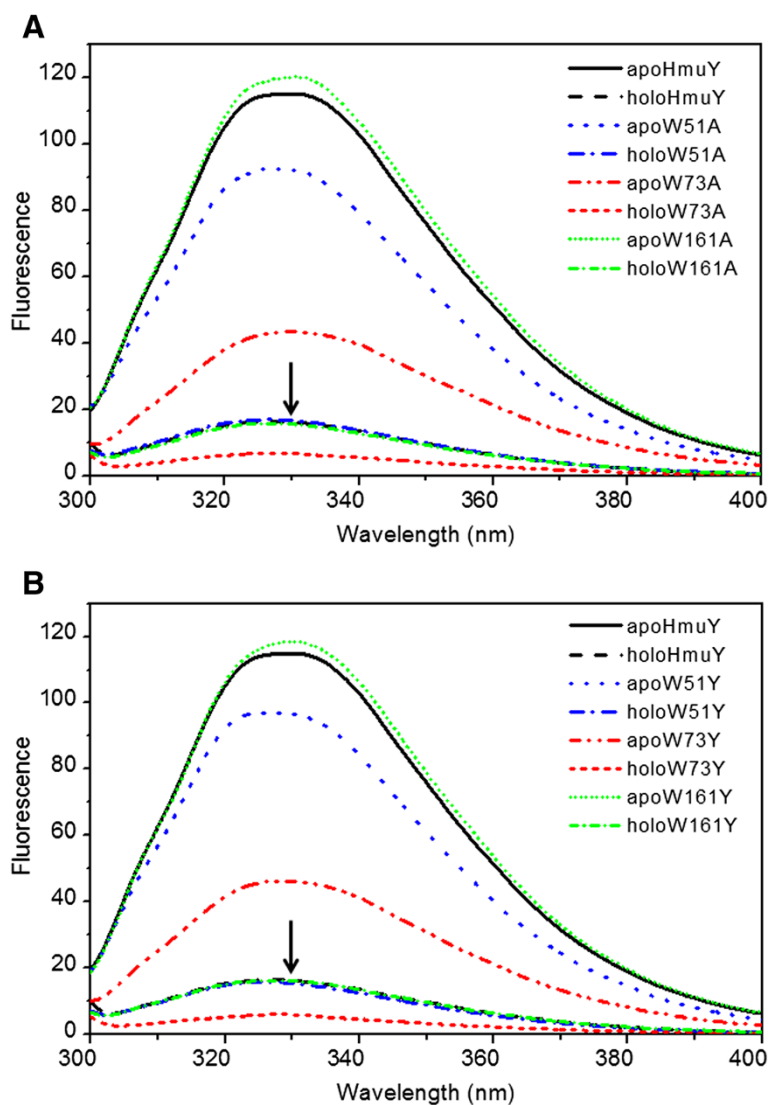 A
120
100
80
60
40
20
0
Fluorescence
apoHmuY
holoHmuY
apoW51A
holoW51A
apoW73A
holoW73A
apoW161A
holoW161A
300 320 340 360 380 400
Wavelength (nm)
B
120
100
80
60
40
20
0
Fluorescence
apoHmuY
holoHmuY
apoW51Y
holoW51Y
apoW73Y
holoW73Y
apoW161Y
holoW161Y
300 320 340 360 380 400
Wavelength (nm)